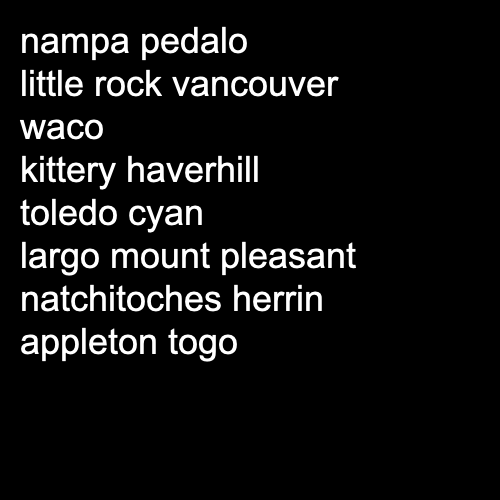 nampa pedalo
little rock vancouver
waco
kittery haverhill
toledo cyan
largo mount pleasant
natchitoches herrin
appleton togo